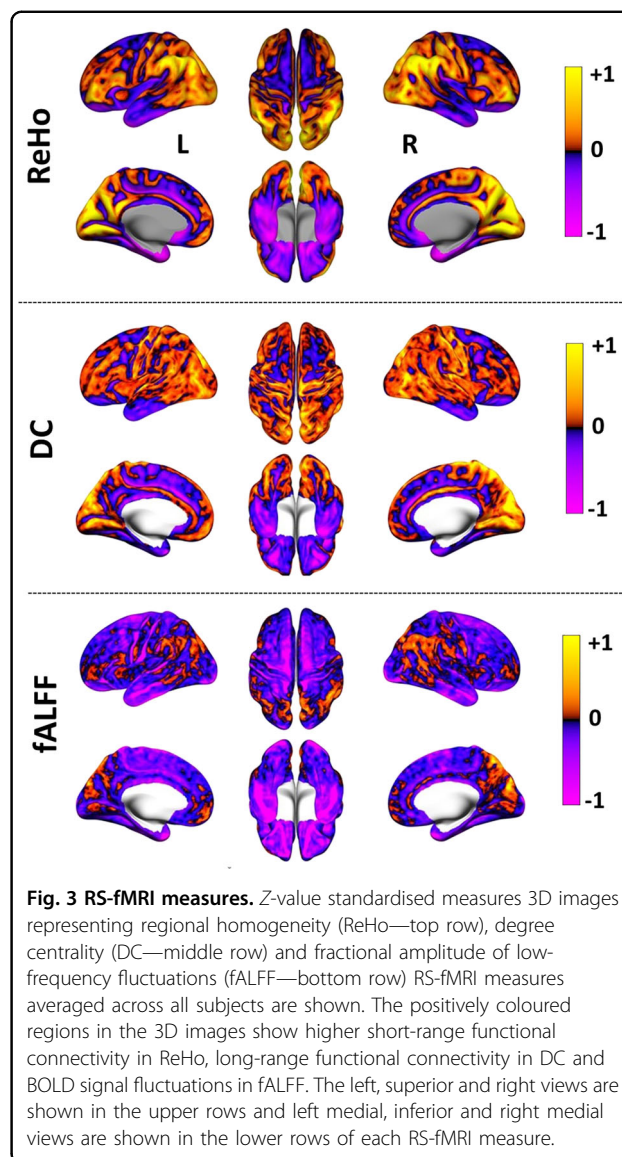 ReHo
L
R
+1
0
-1
DC
+1
0
-1
fALFF
+1
0
-1
Fig. 3 RS-fMRI measures. Z-value standardised measures 3D images
representing regional homogeneity (ReHo—top row), degree
centrality (DC—middle row) and fractional amplitude of low-
frequency fluctuations (fALFF—bottom row) RS-fMRI measures
averaged across all subjects are shown. The positively coloured
regions in the 3D images show higher short-range functional
connectivity in ReHo, long-range functional connectivity in DC and
BOLD signal fluctuations in fALFF. The left, superior and right views are
shown in the upper rows and left medial, inferior and right medial
views are shown in the lower rows of each RS-fMRI measure.